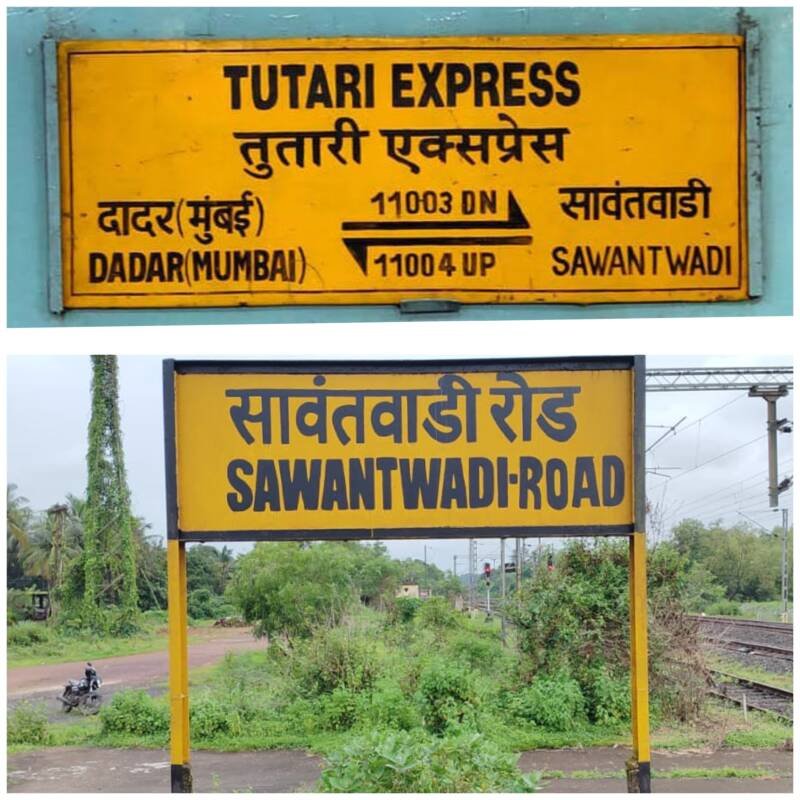 TUTARI EXPRESS
तुतारी एक्सप्रेस
दादर(मुंबई) 11003 DN सावंतवाडी
DADAR(MUMBAI) 11004 UP SAWANTWADI
सावंतवाडी रोड
SAWANTWADI-ROAD